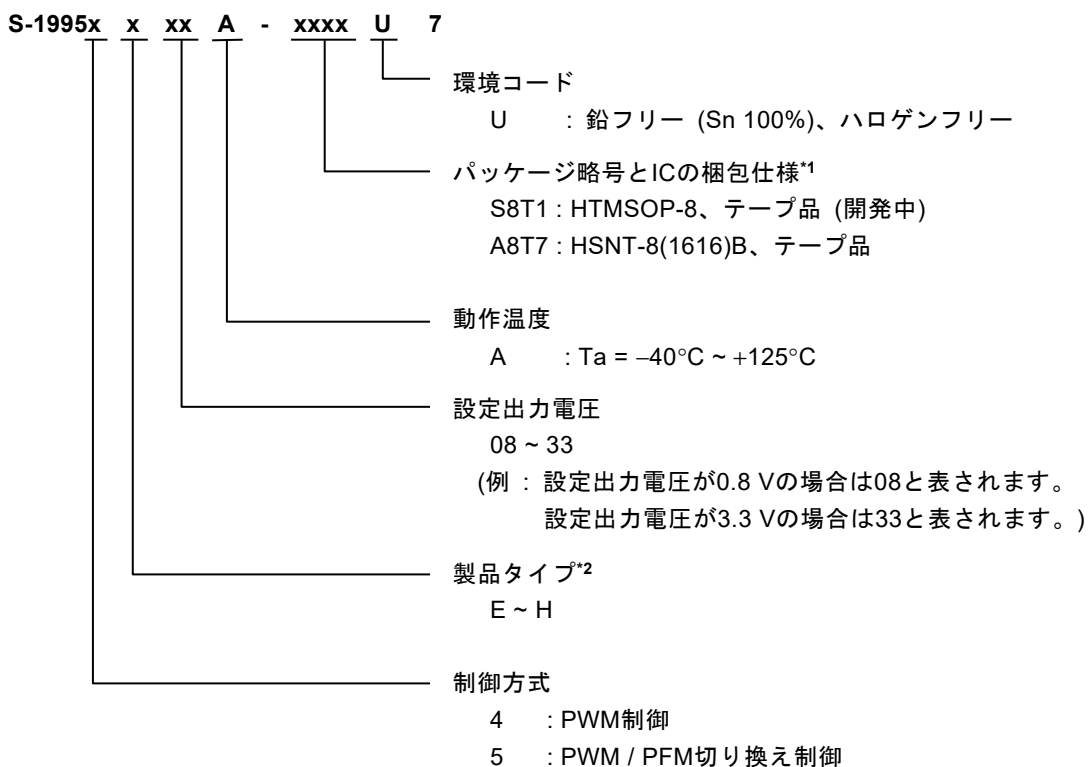 S-1995x x xx A - xxxx U 7
環境コード
U : 鉛フリー (Sn 100%)、ハロゲンフリー
パッケージ略号とICの梱包仕様*1
S8T1 : HTMSOP-8、テープ品 (開発中)
A8T7 : HSNT-8(1616)B、テープ品
動作温度
A : Ta = −40°C ~ +125°C
設定出力電圧
08 ~ 33
(例 : 設定出力電圧が0.8 Vの場合は08と表されます。
設定出力電圧が3.3 Vの場合は33と表されます。)
製品タイプ*2
E ~ H
制御方式
4 : PWM制御
5 : PWM / PFM切り換え制御